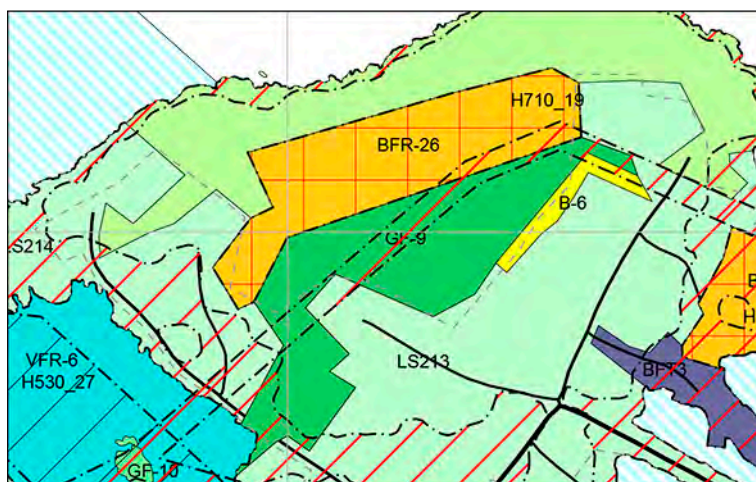 H710_19
BFR-26
B-6
GF-9
S214
B
H
VFR-6
H530_27
LS213
BFT3
GF-10